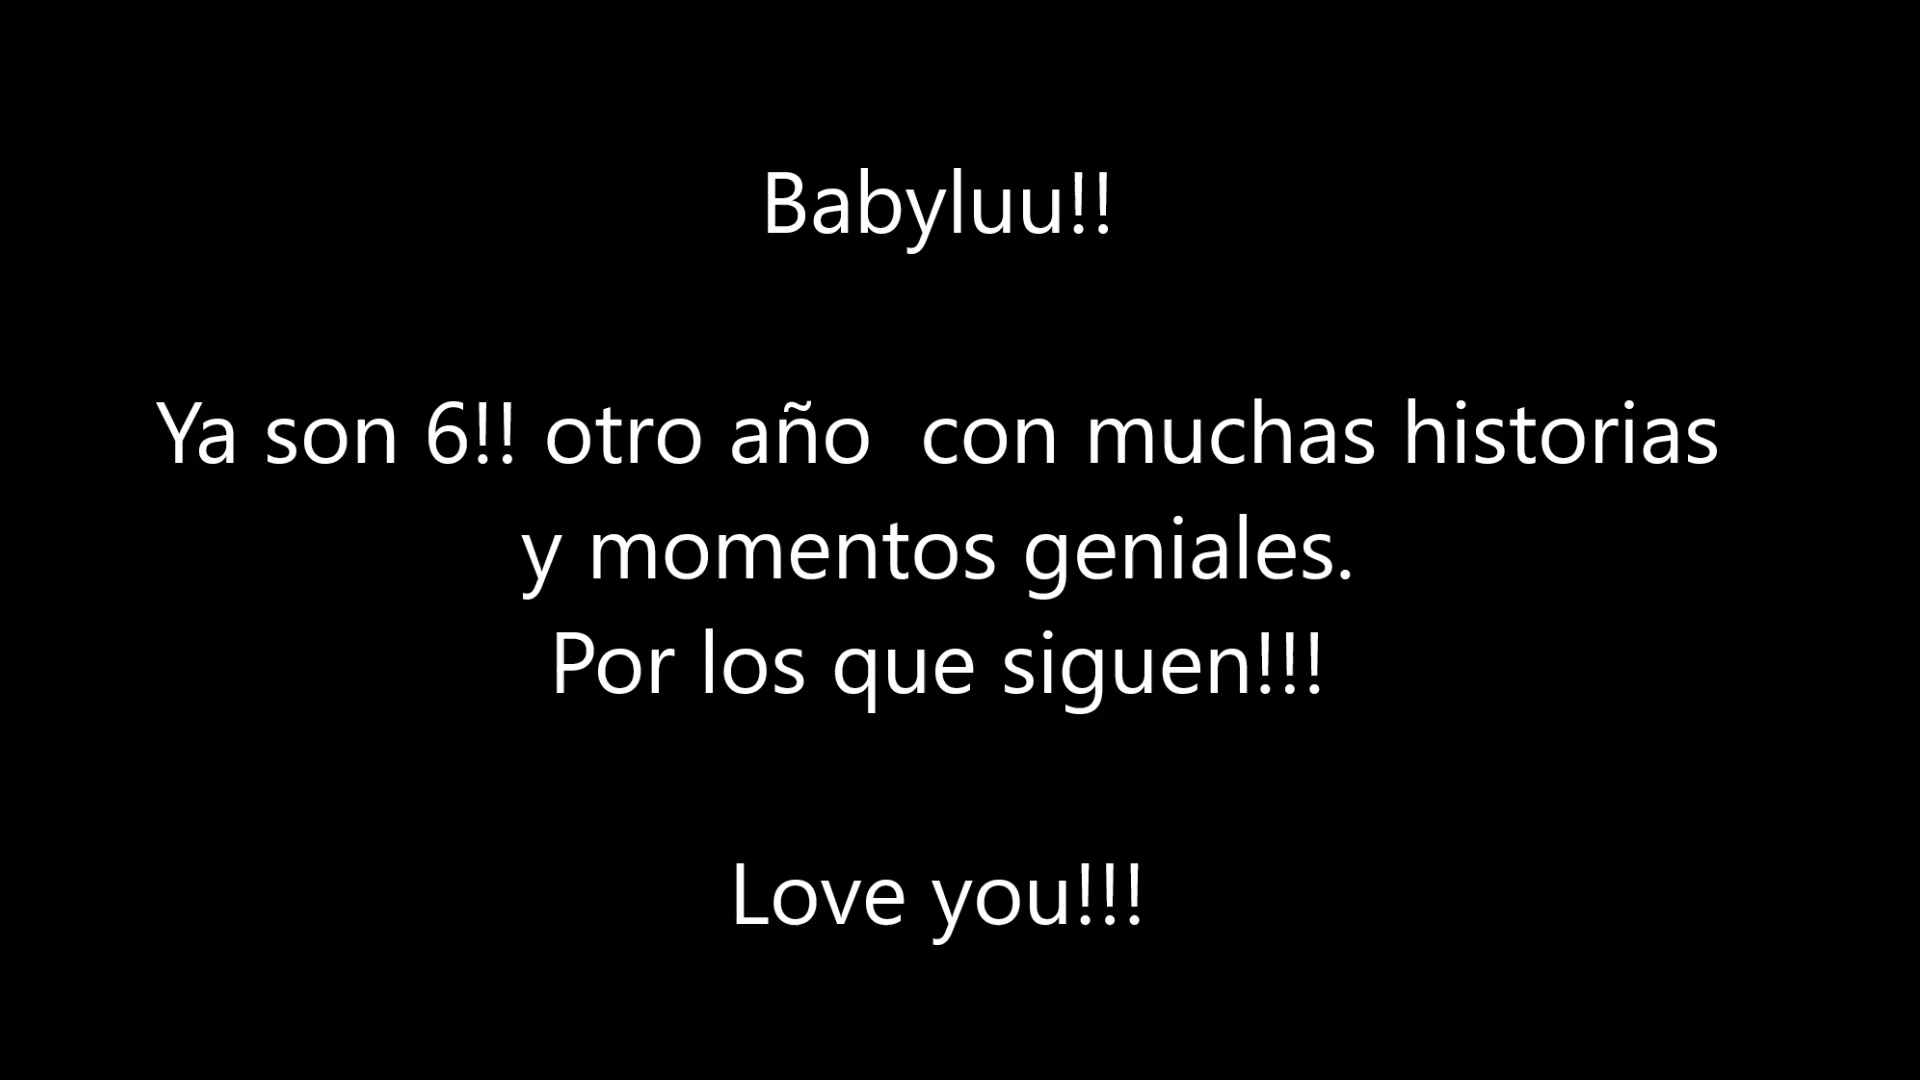 Babyluu!!
Ya son 6!! otro año  con muchas historias
y momentos geniales.
Por los que siguen!!!
Love you!!!